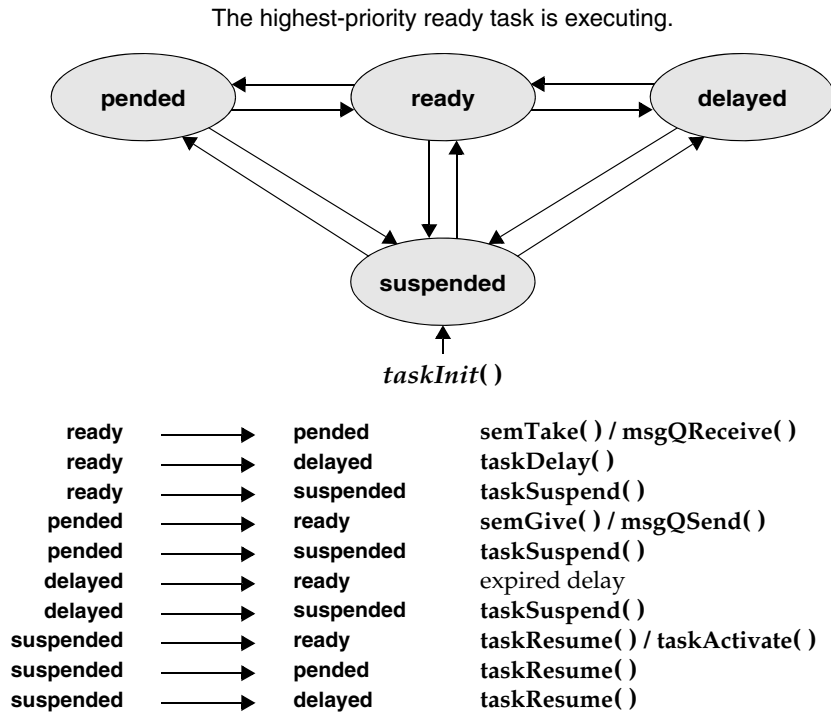 The highest-priority ready task is executing.
pended ready delayed
suspended
taskInit( )
ready pended semTake( ) / msgQReceive( )
ready delayed taskDelay( )
ready suspended taskSuspend( )
pended ready semGive( ) / msgQSend( )
pended suspended taskSuspend( )
delayed ready expired delay
delayed suspended taskSuspend( )
suspended ready taskResume( ) / taskActivate( )
suspended pended taskResume( )
suspended delayed taskResume( )